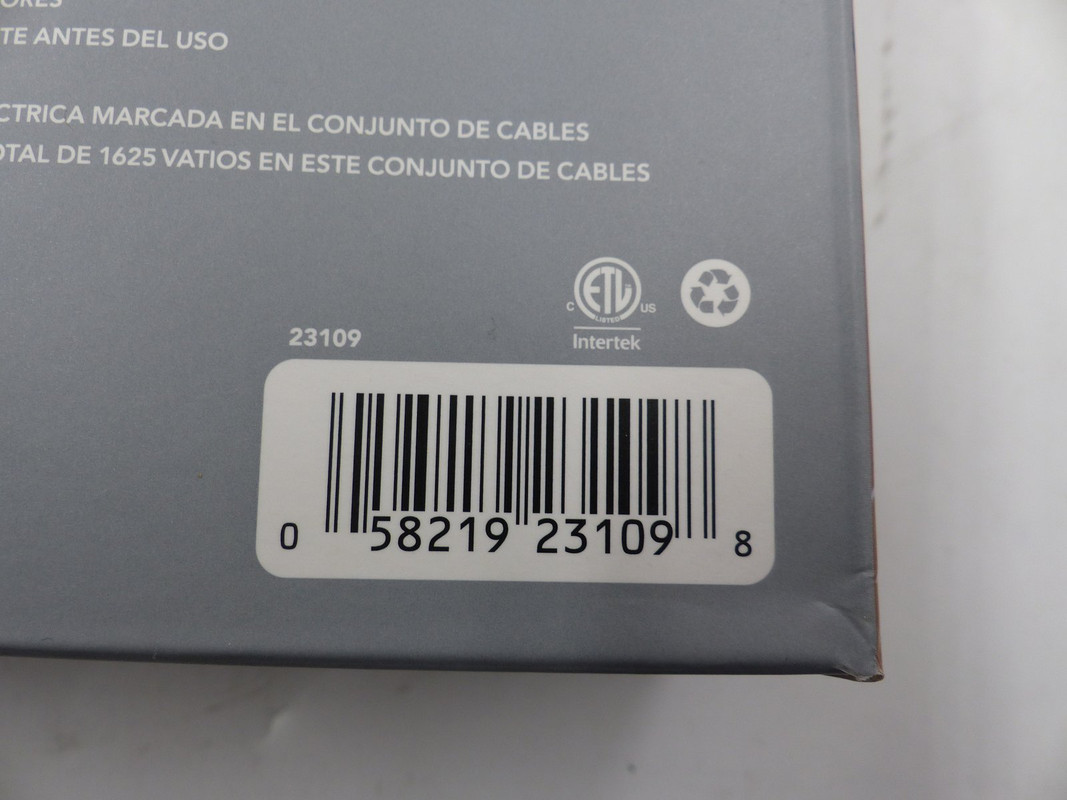 ORES
TE ANTES DEL USO
CTRICA MARCADA EN EL CONJUNTO DE CABLES
OTAL DE 1625 VATIOS EN ESTE CONJUNTO DE CABLES
C ETL US
LISTED
Intertek
23109
0 58219 23109 8